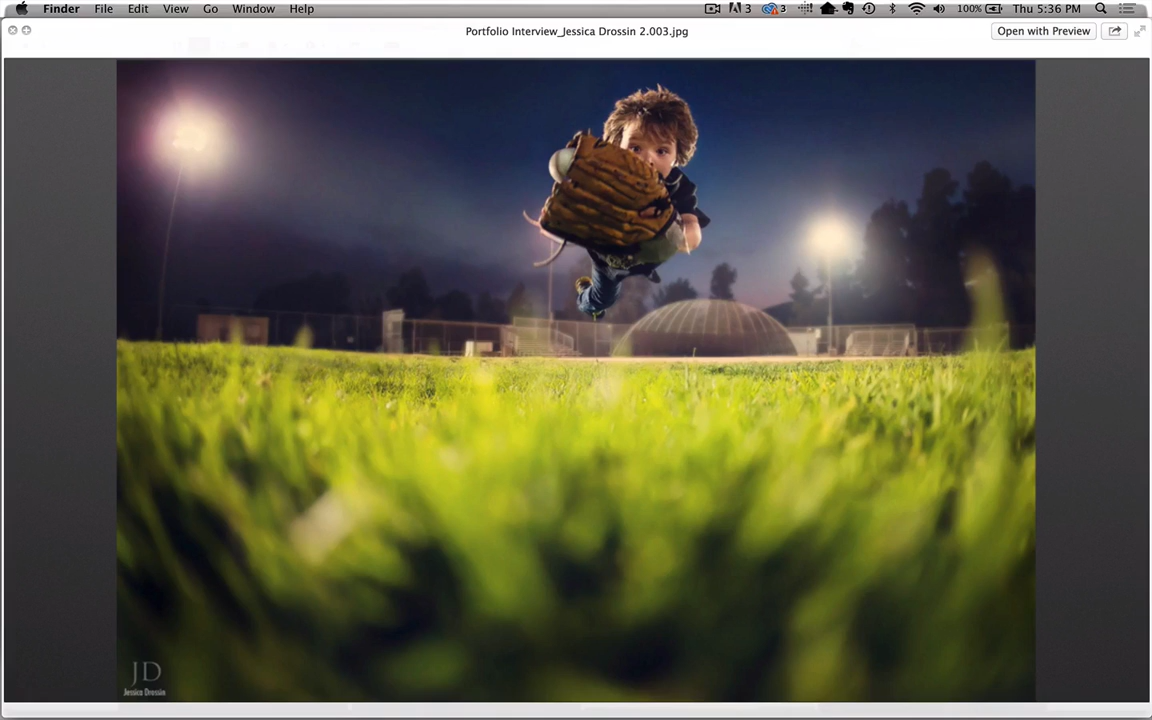 Finder File Edit View Go Window Help 3 3 100% Thu 5:36 PM
Portfolio Interview_Jessica Drossin 2.003.jpg Open with Preview
JD
Jessica Drossin